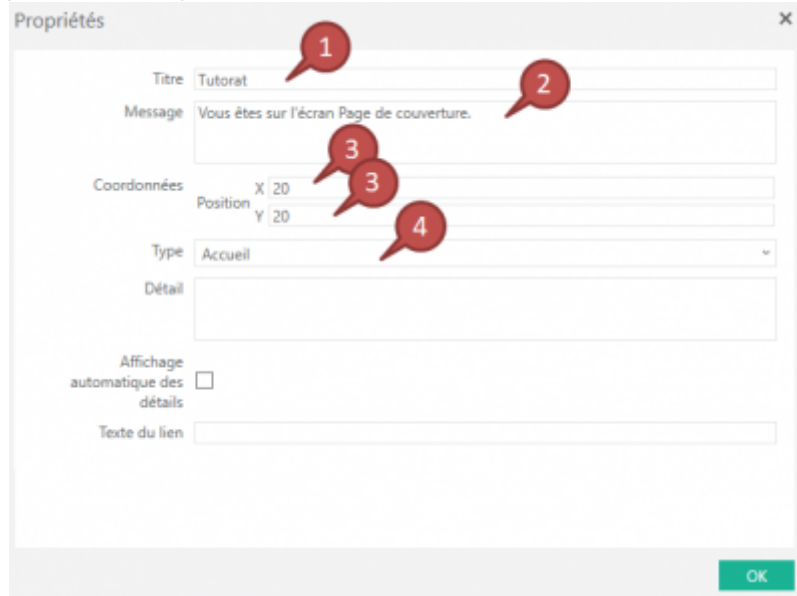 Propriétés ×
1
Titre Tutorat
2
Message Vous êtes sur l'écran Page de couverture.
3
Coordonnées Position X 20
3
Y 20
4
Type Accueil
Détail
Affichage
automatique des
détails
Texte du lien
OK